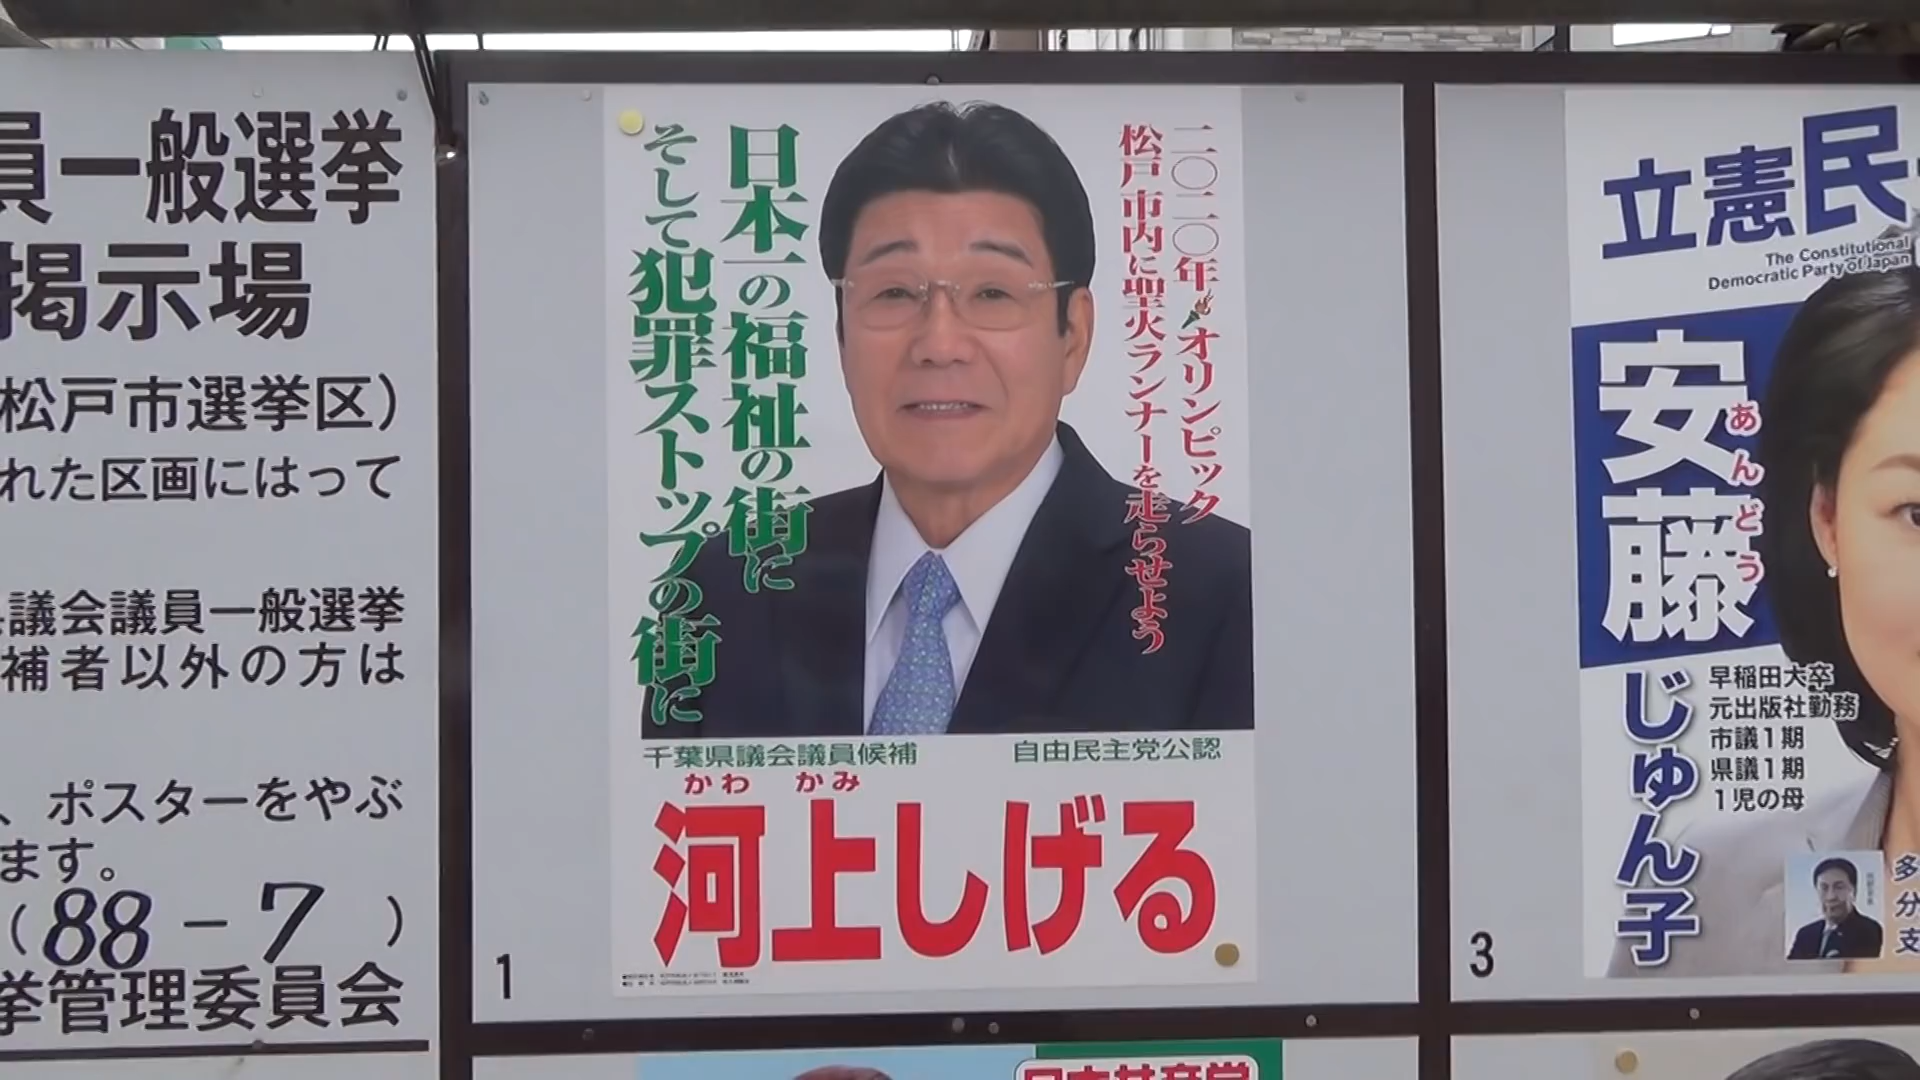 員一般選挙
掲示場
松戸市選挙区）
れた区画にはって
議会議員一般選挙
補者以外の方は
、ポスターをやぶ
ます。
（88－7）
挙管理委員会
二〇二〇年オリンピック
松戸市内に聖火ランナーを走らせよう
日本一の福祉の街に
そして犯罪ストップの街に
千葉県議会議員候補
自由民主党公認
かわ かみ
河上しげる
1
立憲民
The Constitutional
Democratic Party of Japan
安藤
あんどう
じゅん子
早稲田大卒
元出版社勤務
市議1期
県議1期
1児の母
多
分
支
3
日本共産党